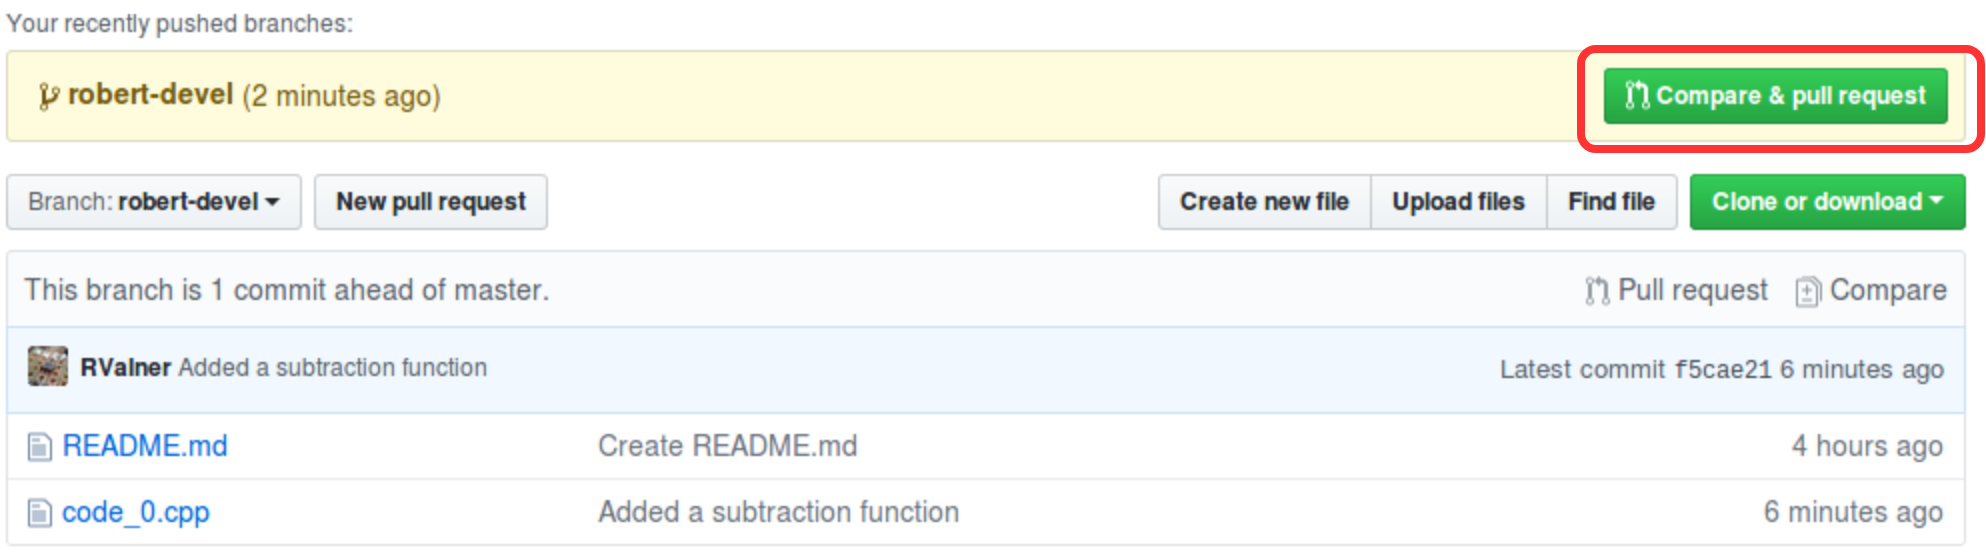 Your recently pushed branches:
robert-devel (2 minutes ago)
Compare & pull request
Branch: robert-devel
New pull request
Create new file
Upload files
Find file
Clone or download
This branch is 1 commit ahead of master.
Pull request
Compare
RValner Added a subtraction function
Latest commit f5cae21 6 minutes ago
README.md
Create README.md
4 hours ago
code_0.cpp
Added a subtraction function
6 minutes ago